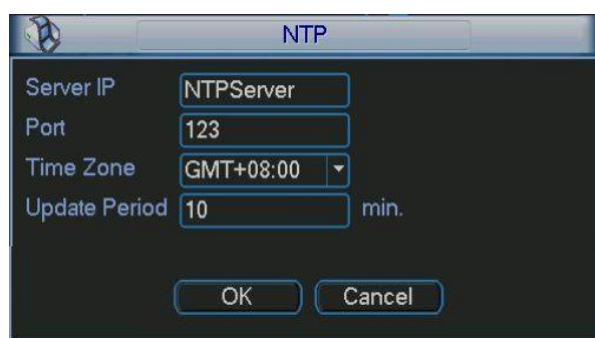 NTP
Server IP NTPServer
Port 123
Time Zone GMT+08:00
Update Period 10 min.
OK Cancel